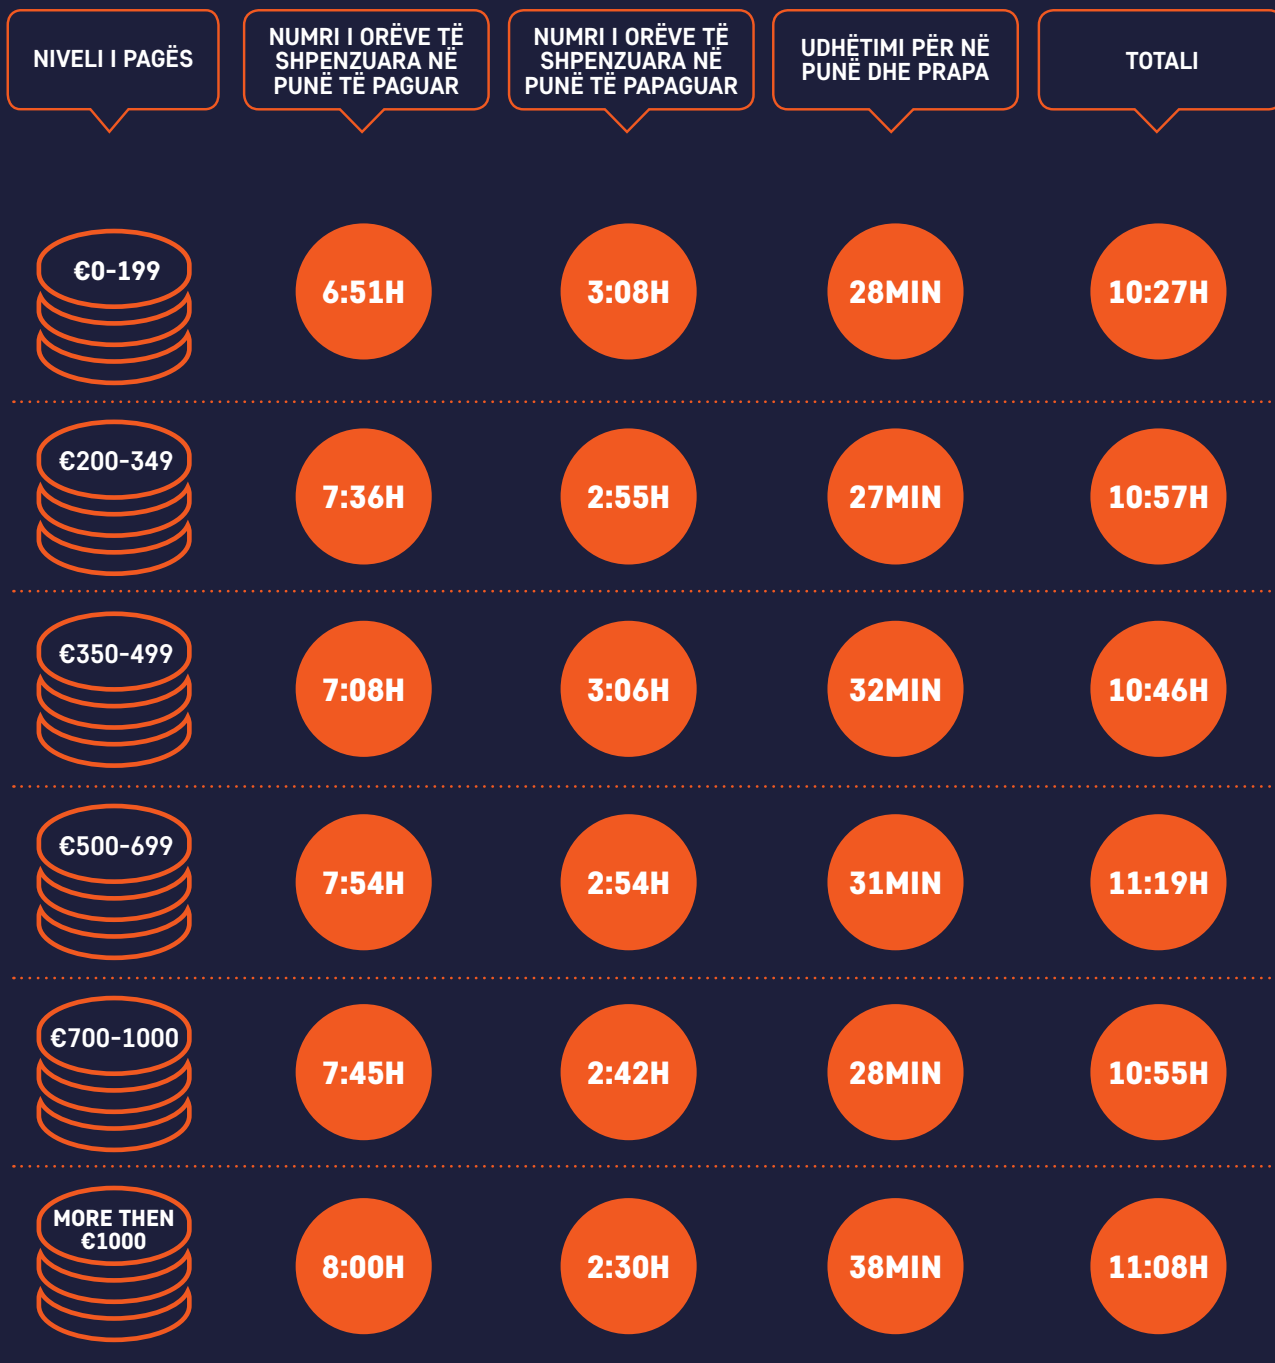 NIVELI I PAGËS
NUMRI I ORËVE TË
SHPENZUARA NË
PUNË TË PAGUAR
NUMRI I ORËVE TË
SHPENZUARA NË
PUNË TË PAPAGUAR
UDHËTIMI PËR NË
PUNË DHE PRAPA
TOTALI
€0-199
6:51H
3:08H
28MIN
10:27H
€200-349
7:36H
2:55H
27MIN
10:57H
€350-499
7:08H
3:06H
32MIN
10:46H
€500-699
7:54H
2:54H
31MIN
11:19H
€700-1000
7:45H
2:42H
28MIN
10:55H
MORE THEN
€1000
8:00H
2:30H
38MIN
11:08H